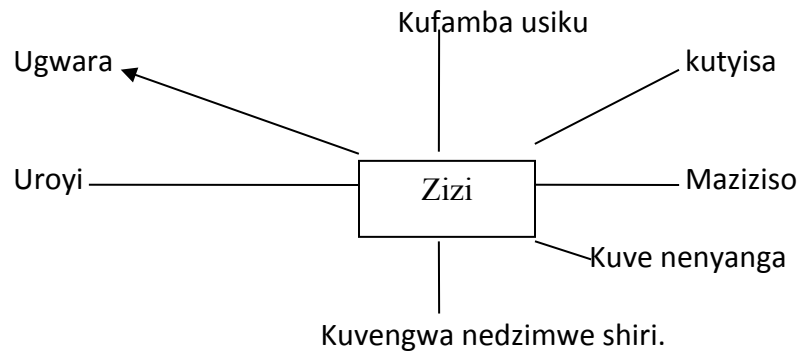 Kufamba usiku
Ugwara
kutyisa
Uroyi
Zizi
Maziziso
Kuve nenyanga
Kuvengwa nedzimwe shiri.